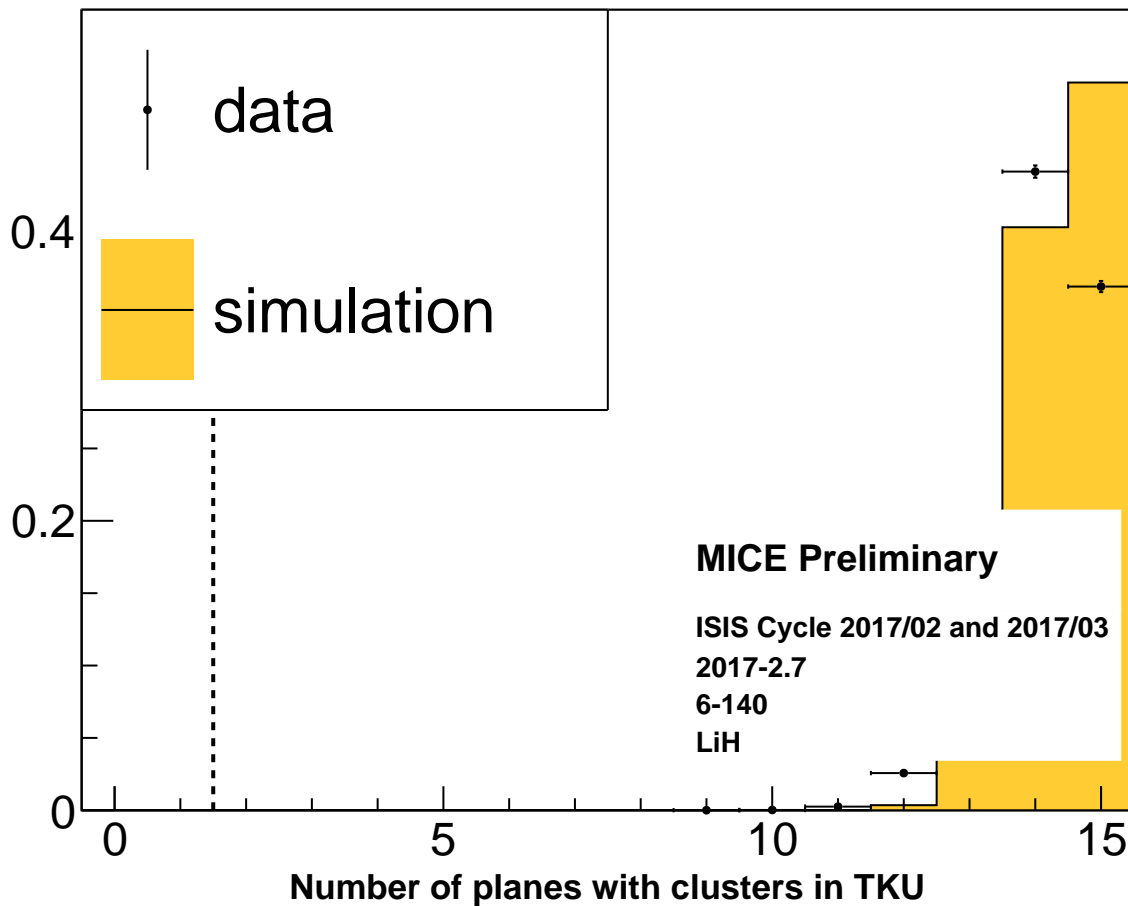 data
simulation
0.4
0.2
0
MICE Preliminary
ISIS Cycle 2017/02 and 2017/03
2017-2.7
6-140
LiH
0 5 10 15
Number of planes with clusters in TKU